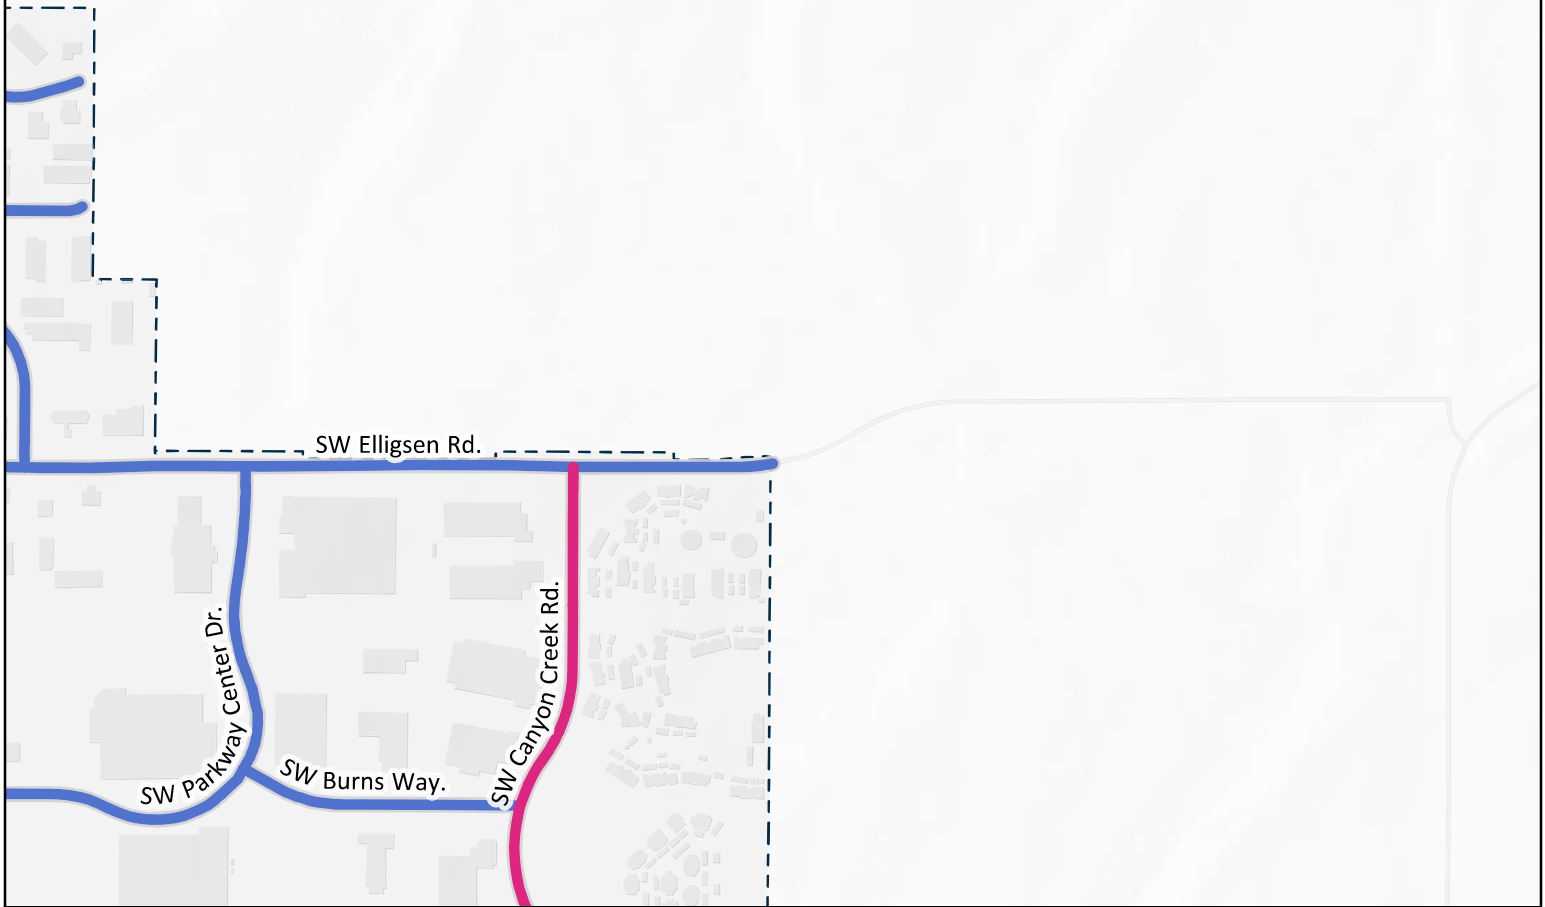 SW Elligsen Rd.
SW Canyon Creek Rd.
SW Parkway Center Dr.
SW Burns Way.